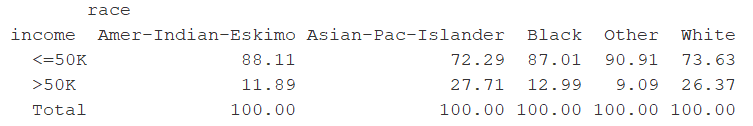 race
income Amer-Indian-Eskimo Asian-Pac-Islander Black Other White
<=50K 88.11 72.29 87.01 90.91 73.63
>50K 11.89 27.71 12.99 9.09 26.37
Total 100.00 100.00 100.00 100.00 100.00